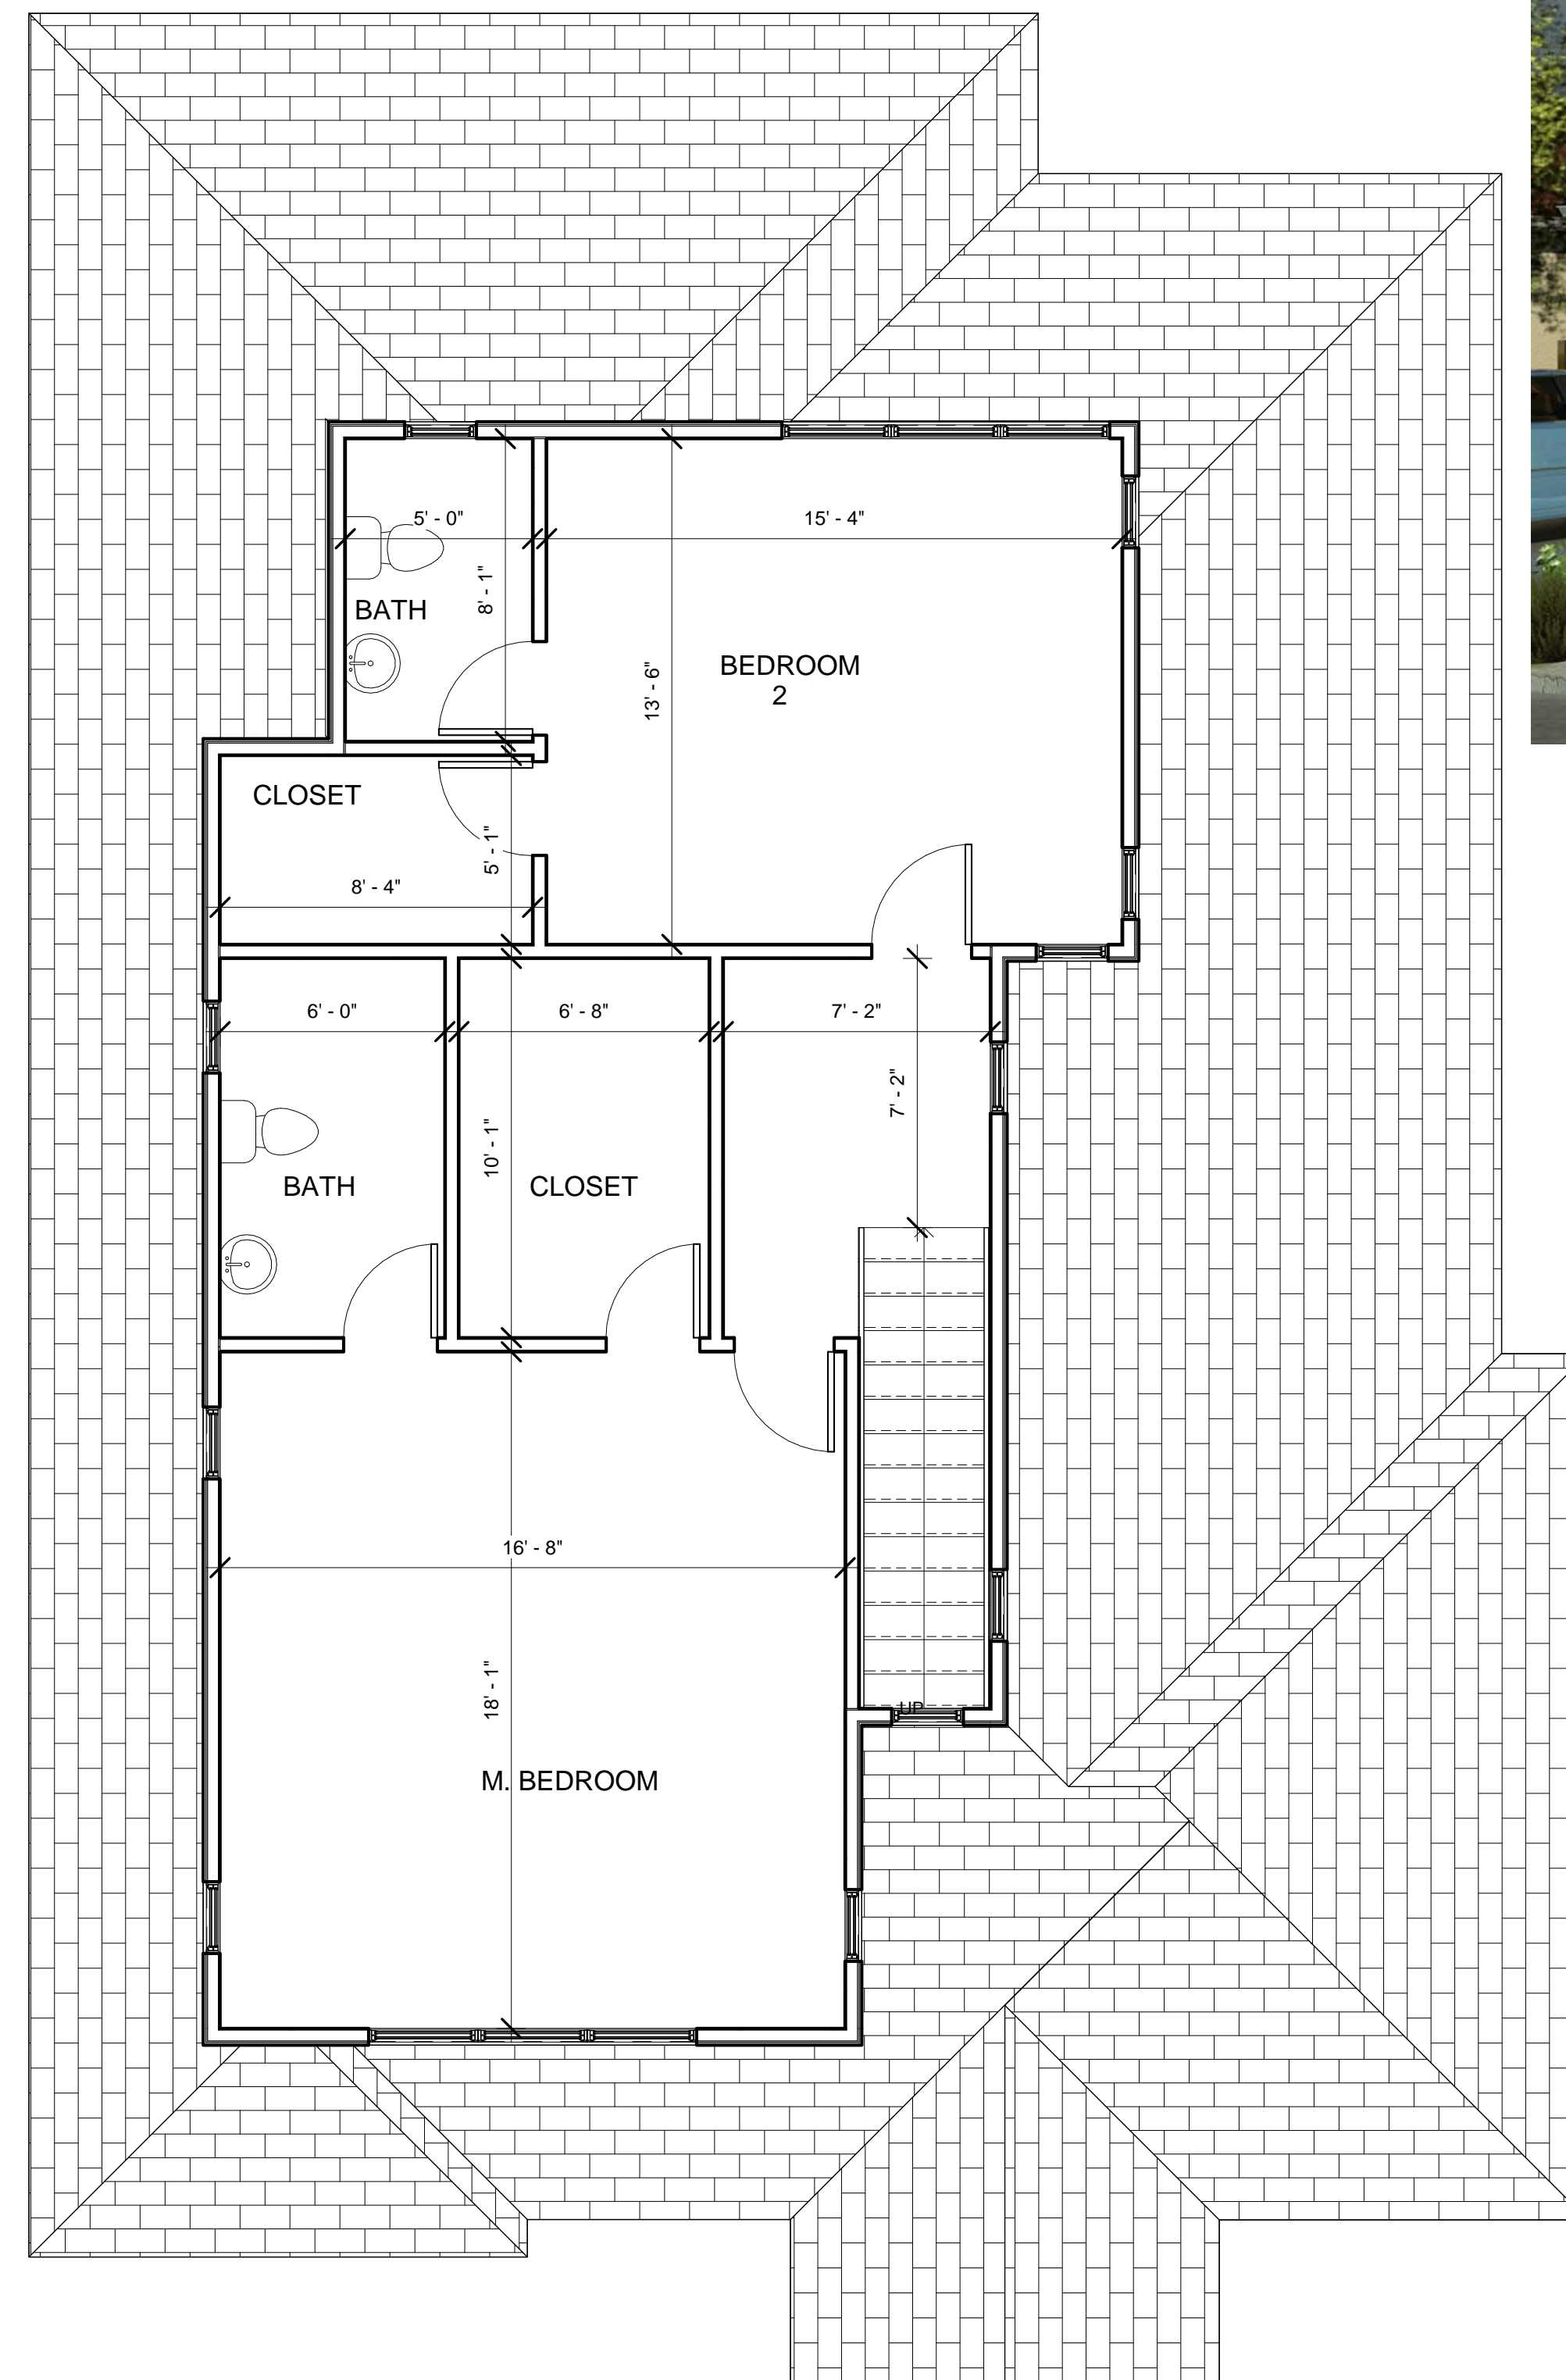 5' - 0"
15' - 4"
8' - 1"
BATH
13' - 6"
BEDROOM
2
CLOSET
5' - 1"
8' - 4"
6' - 0"
6' - 8"
7' - 2"
7' - 2"
10' - 1"
BATH
CLOSET
16' - 8"
18' - 1"
UP
M. BEDROOM